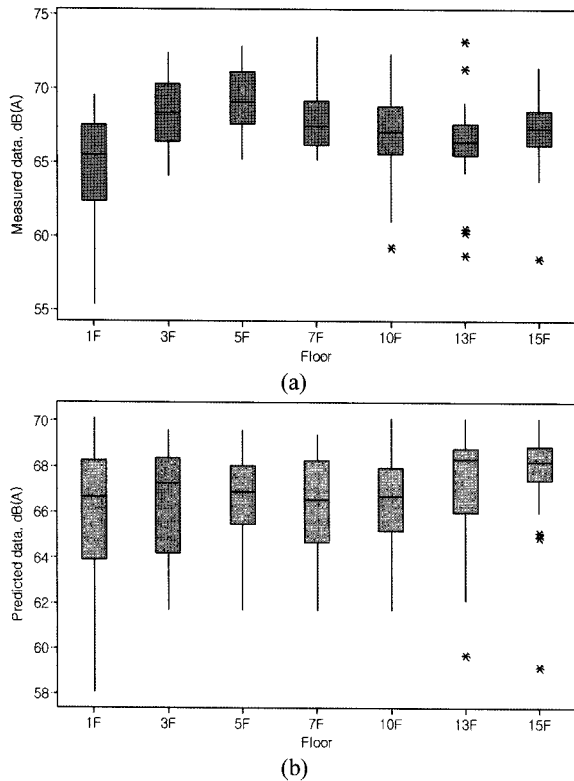 75
70
65
60
55
Measured data, dB(A)
1F 3F 5F 7F 10F 13F 15F
Floor
(a)
70
68
66
64
62
60
58
Predicted data, dB(A)
1F 3F 5F 7F 10F 13F 15F
Floor
(b)